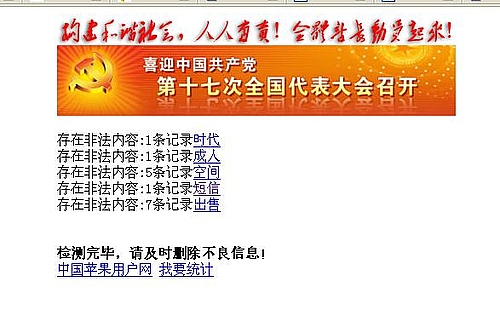 构建和谐社会，人人有责！全体站长动员起来！
喜迎中国共产党
第十七次全国代表大会召开
存在非法内容:1条记录时代
存在非法内容:1条记录成人
存在非法内容:5条记录空间
存在非法内容:1条记录短信
存在非法内容:7条记录出售
检测完毕，请及时删除不良信息!
中国苹果用户网 我要统计